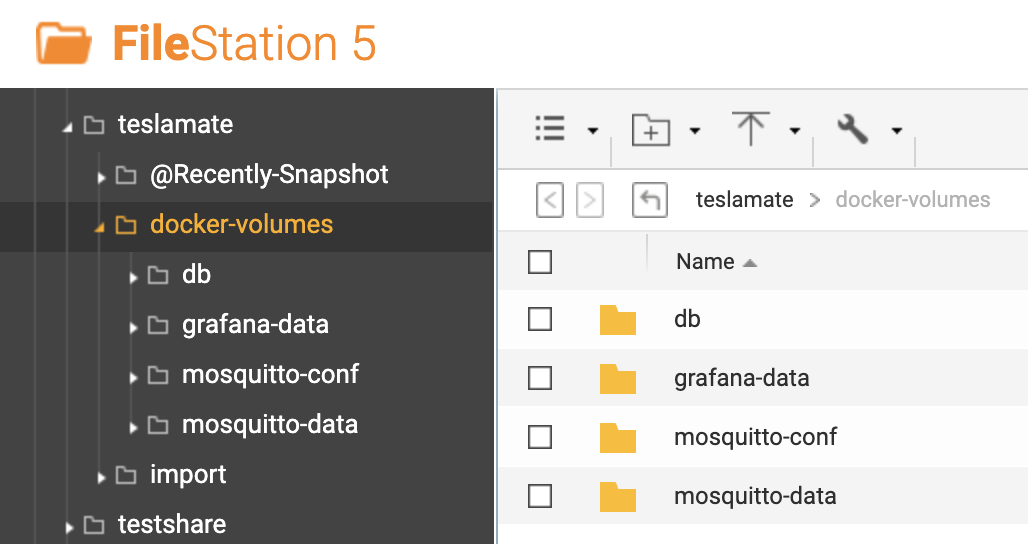 FileStation 5
teslamate
@Recently-Snapshot
docker-volumes
db
grafana-data
mosquitto-conf
mosquitto-data
import
testshare
teslamate > docker-volumes
Name
db
grafana-data
mosquitto-conf
mosquitto-data